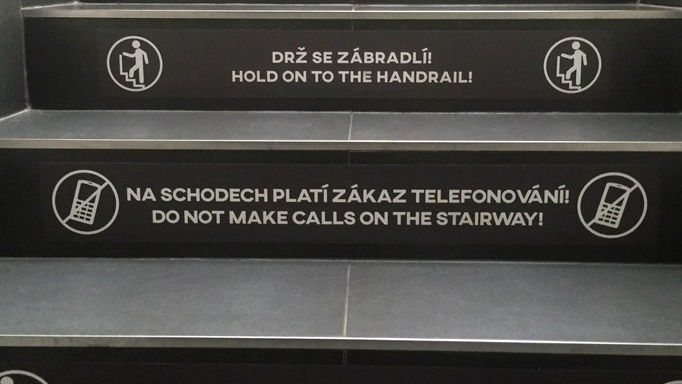 DRŽ SE ZÁBRADLÍ!
HOLD ON TO THE HANDRAIL!
NA SCHODECH PLATÍ ZÁKAZ TELEFONOVÁNÍ!
DO NOT MAKE CALLS ON THE STAIRWAY!